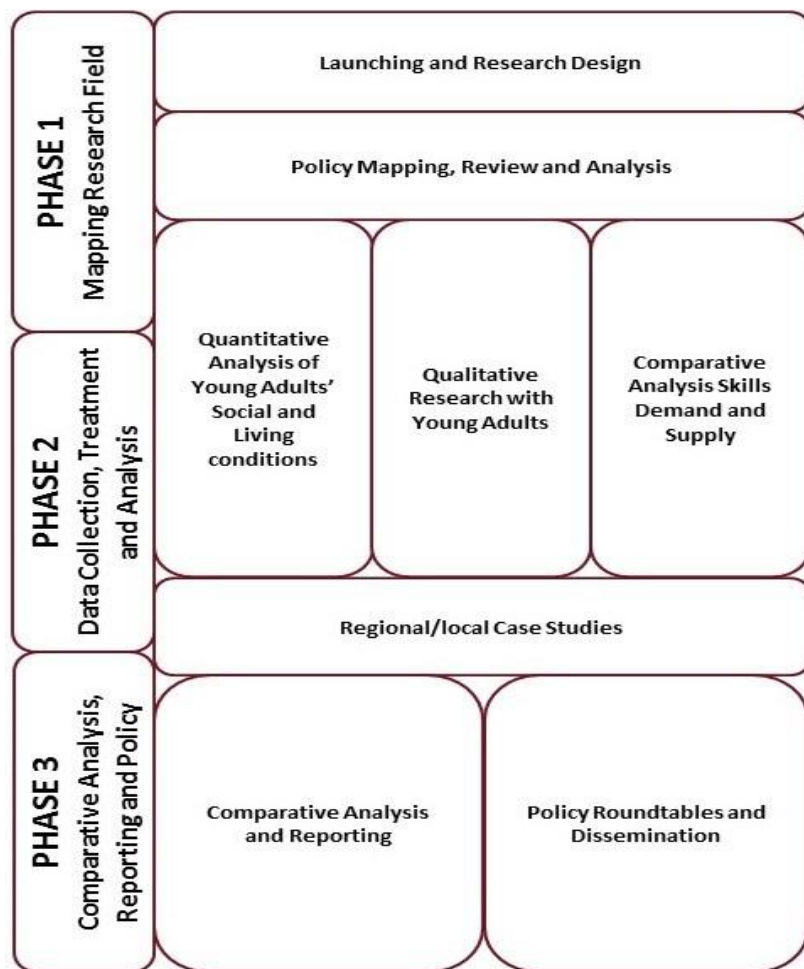 PHASE 1
Mapping Research Field
Launching and Research Design
Policy Mapping, Review and Analysis
PHASE 2
Data Collection, Treatment
and Analysis
Quantitative
Analysis of
Young Adults’
Social and
Living
conditions
Qualitative
Research with
Young Adults
Comparative
Analysis Skills
Demand and
Supply
Regional/local Case Studies
PHASE 3
Comparative Analysis,
Reporting and Policy
Comparative Analysis
and Reporting
Policy Roundtables and
Dissemination